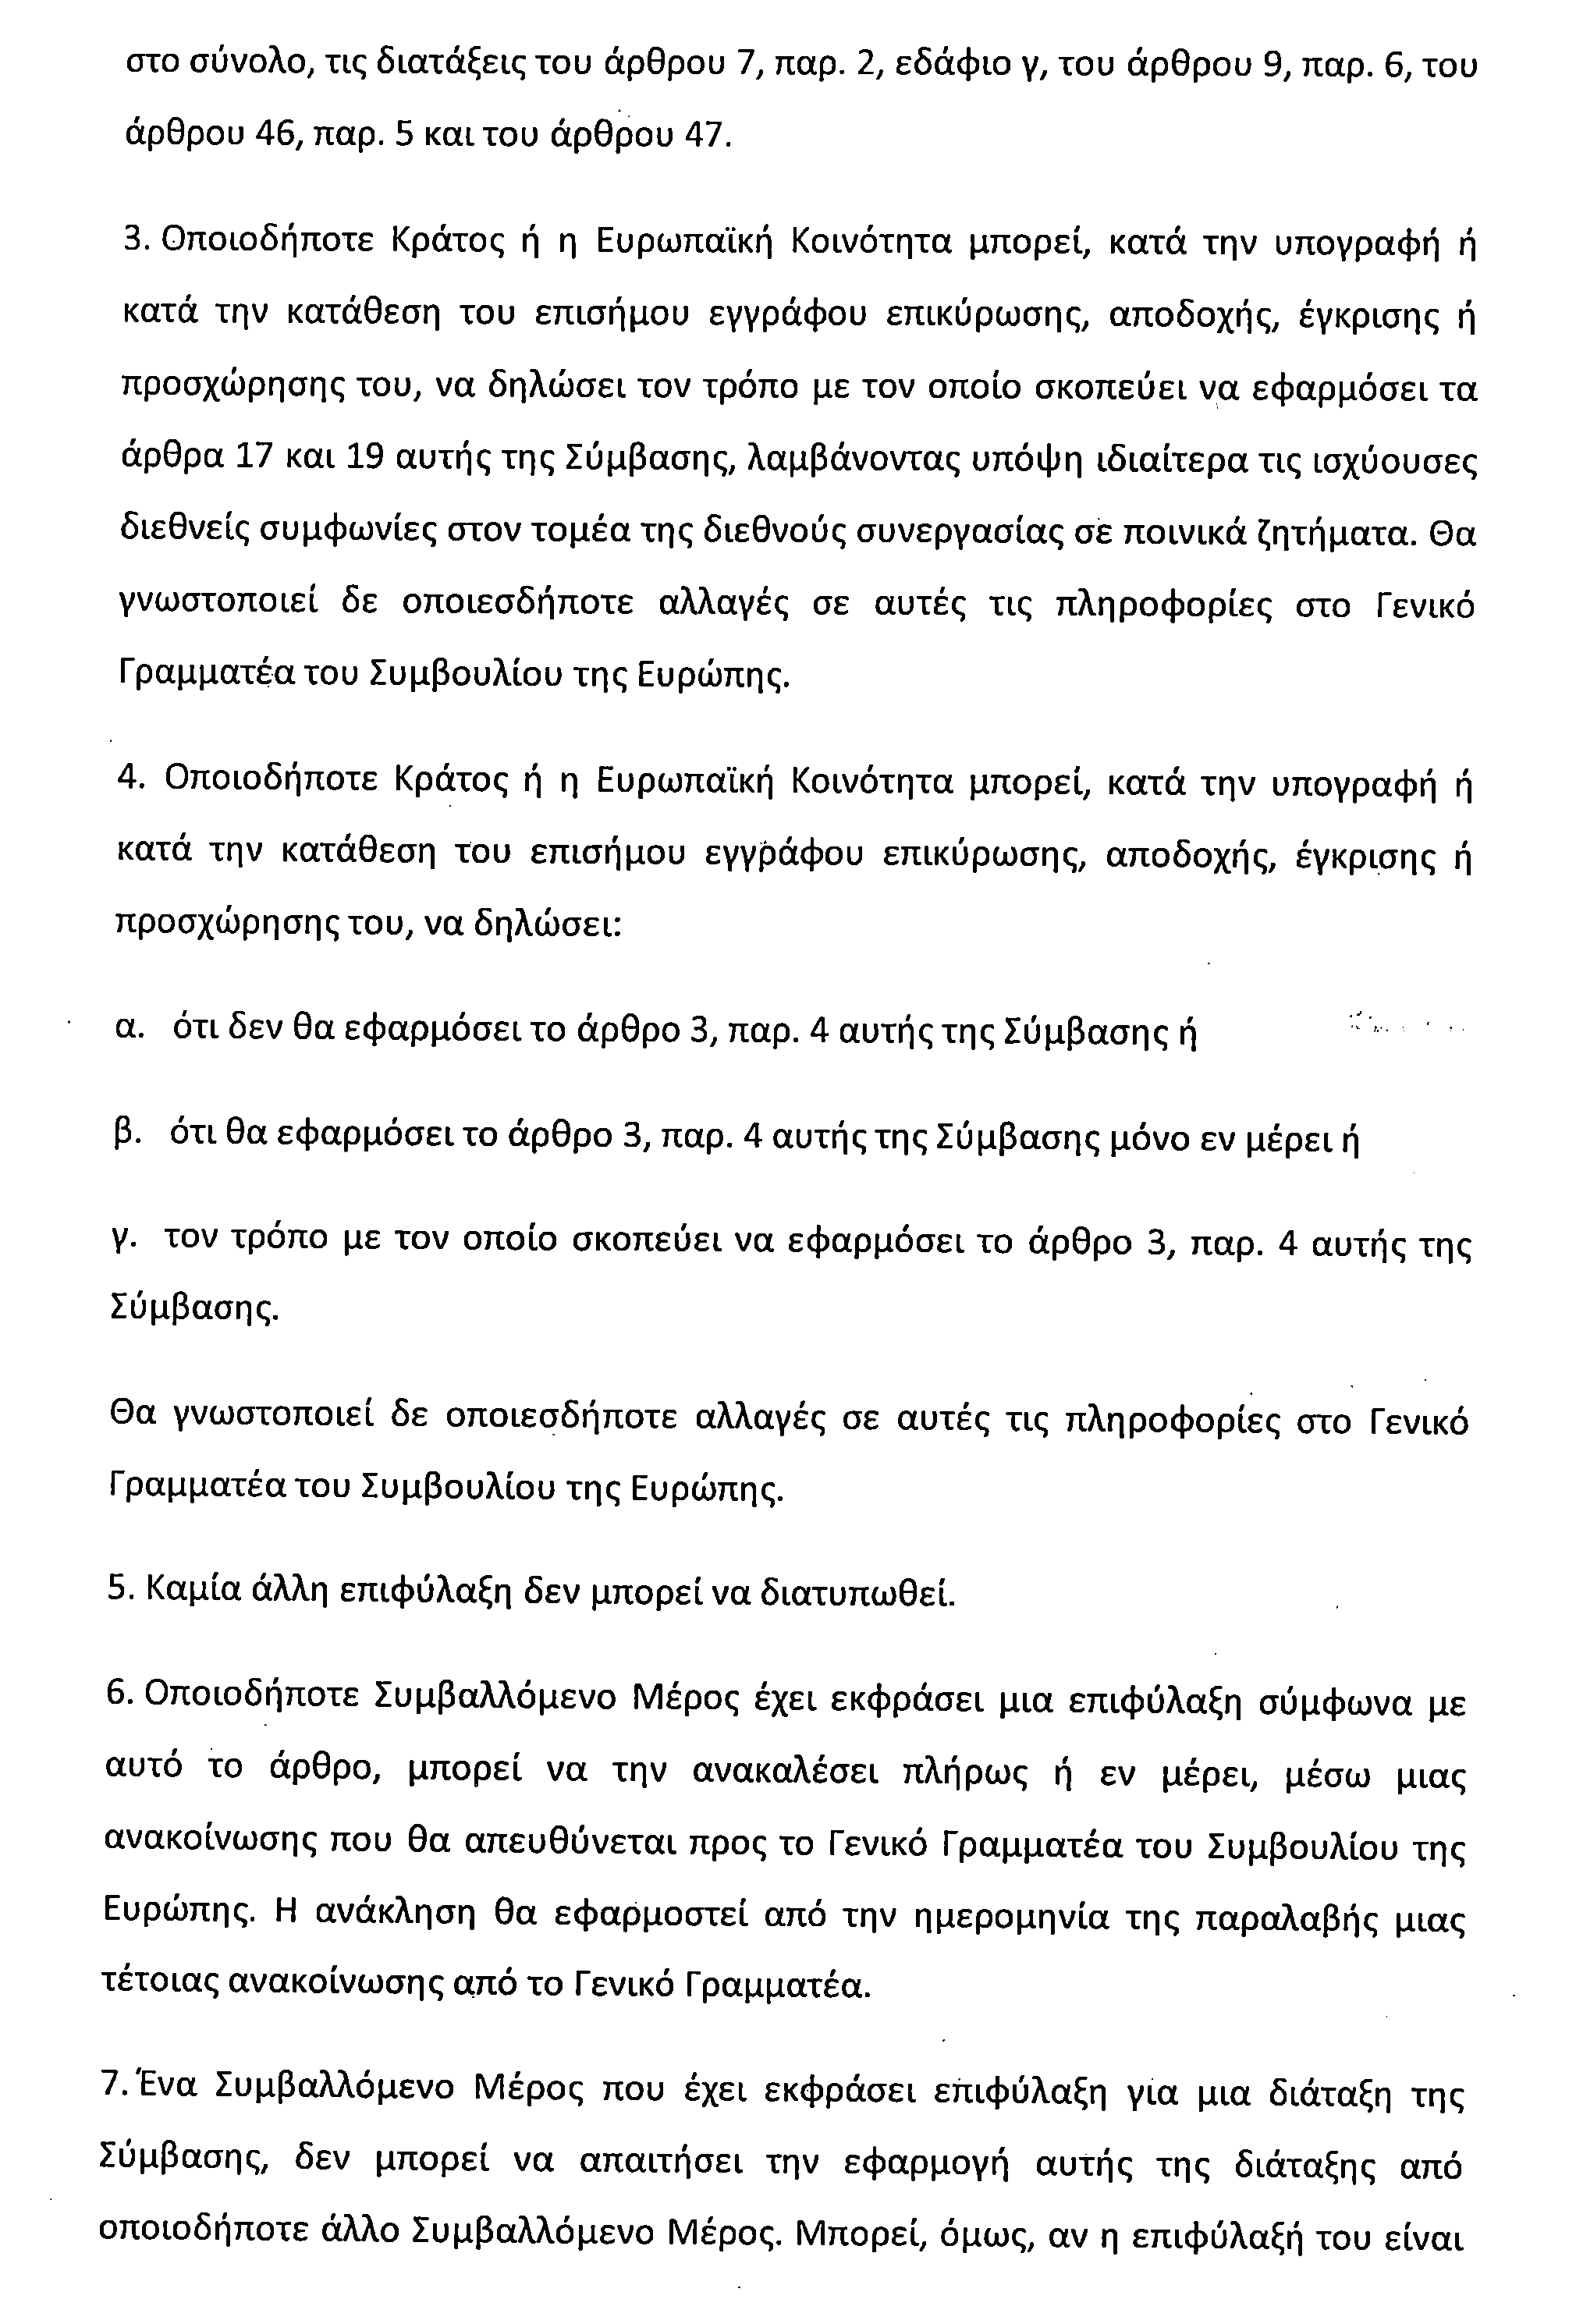 στο σύνολο, τις διατάξεις του άρθρου 7, παρ. 2, εδάφιο γ, του άρθρου 9, παρ. 6, του
άρθρου 46, παρ. 5 και του άρθρου 47.
3. Οποιοδήποτε Κράτος ή η Ευρωπαϊκή Κοινότητα μπορεί, κατά την υπογραφή ή
κατά την κατάθεση του επισήμου εγγράφου επικύρωσης, αποδοχής, έγκρισης ή
προσχώρησης του, να δηλώσει τον τρόπο με τον οποίο σκοπεύει να εφαρμόσει τα
άρθρα 17 και 19 αυτής της Σύμβασης, λαμβάνοντας υπόψη ιδιαίτερα τις ισχύουσες
διεθνείς συμφωνίες στον τομέα της διεθνούς συνεργασίας σε ποινικά ζητήματα. Θα
γνωστοποιεί δε οποιεσδήποτε αλλαγές σε αυτές τις πληροφορίες στο Γενικό
Γραμματέα του Συμβουλίου της Ευρώπης.
4. Οποιοδήποτε Κράτος ή η Ευρωπαϊκή Κοινότητα μπορεί, κατά την υπογραφή ή
κατά την κατάθεση του επισήμου εγγράφου επικύρωσης, αποδοχής, έγκρισης ή
προσχώρησης του, να δηλώσει:
α. ότι δεν θα εφαρμόσει το άρθρο 3, παρ. 4 αυτής της Σύμβασης ή
β. ότι θα εφαρμόσει το άρθρο 3, παρ. 4 αυτής της Σύμβασης μόνο εν μέρει ή
γ. τον τρόπο με τον οποίο σκοπεύει να εφαρμόσει το άρθρο 3, παρ. 4 αυτής της
Σύμβασης.
Θα γνωστοποιεί δε οποιεσδήποτε αλλαγές σε αυτές τις πληροφορίες στο Γενικό
Γραμματέα του Συμβουλίου της Ευρώπης.
5. Καμία άλλη επιφύλαξη δεν μπορεί να διατυπωθεί.
6. Οποιοδήποτε Συμβαλλόμενο Μέρος έχει εκφράσει μια επιφύλαξη σύμφωνα με
αυτό το άρθρο, μπορεί να την ανακαλέσει πλήρως ή εν μέρει, μέσω μιας
ανακοίνωσης που θα απευθύνεται προς το Γενικό Γραμματέα του Συμβουλίου της
Ευρώπης. Η ανάκληση θα εφαρμοστεί από την ημερομηνία της παραλαβής μιας
τέτοιας ανακοίνωσης από το Γενικό Γραμματέα.
7. Ένα Συμβαλλόμενο Μέρος που έχει εκφράσει επιφύλαξη για μια διάταξη της
Σύμβασης, δεν μπορεί να απαιτήσει την εφαρμογή αυτής της διάταξης από
οποιοδήποτε άλλο Συμβαλλόμενο Μέρος. Μπορεί, όμως, αν η επιφύλαξή του είναι